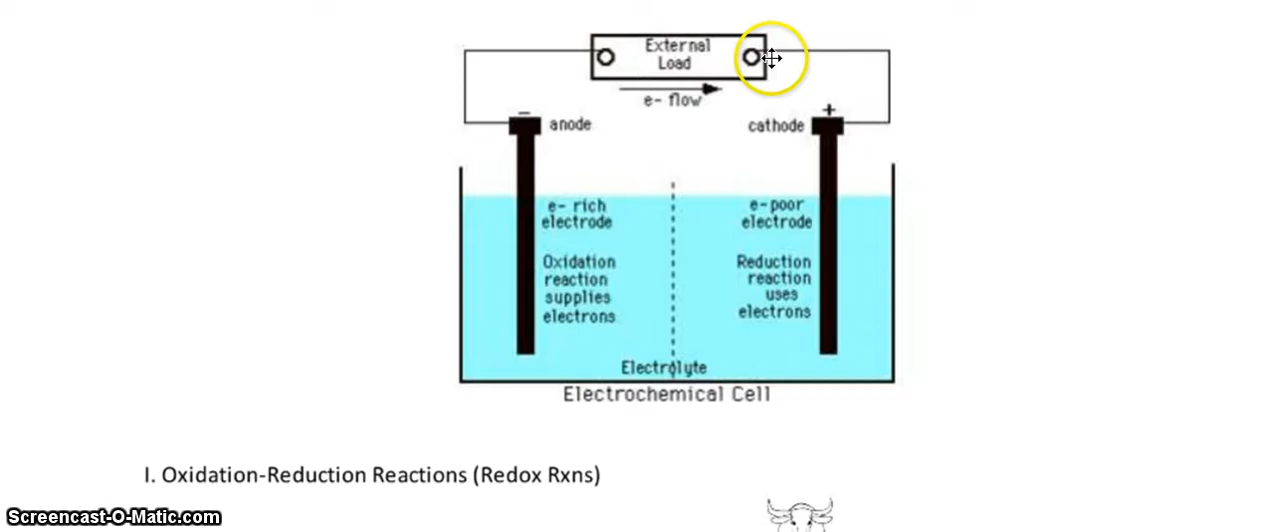 External
Load
e- flow
−
anode
cathode
+
e- rich
electrode
Oxidation
reaction
supplies
electrons
e-poor
electrode
Reduction
reaction
uses
electrons
Electrolyte
Electrochemical Cell
I. Oxidation-Reduction Reactions (Redox Rxns)
Screencast-O-Matic.com